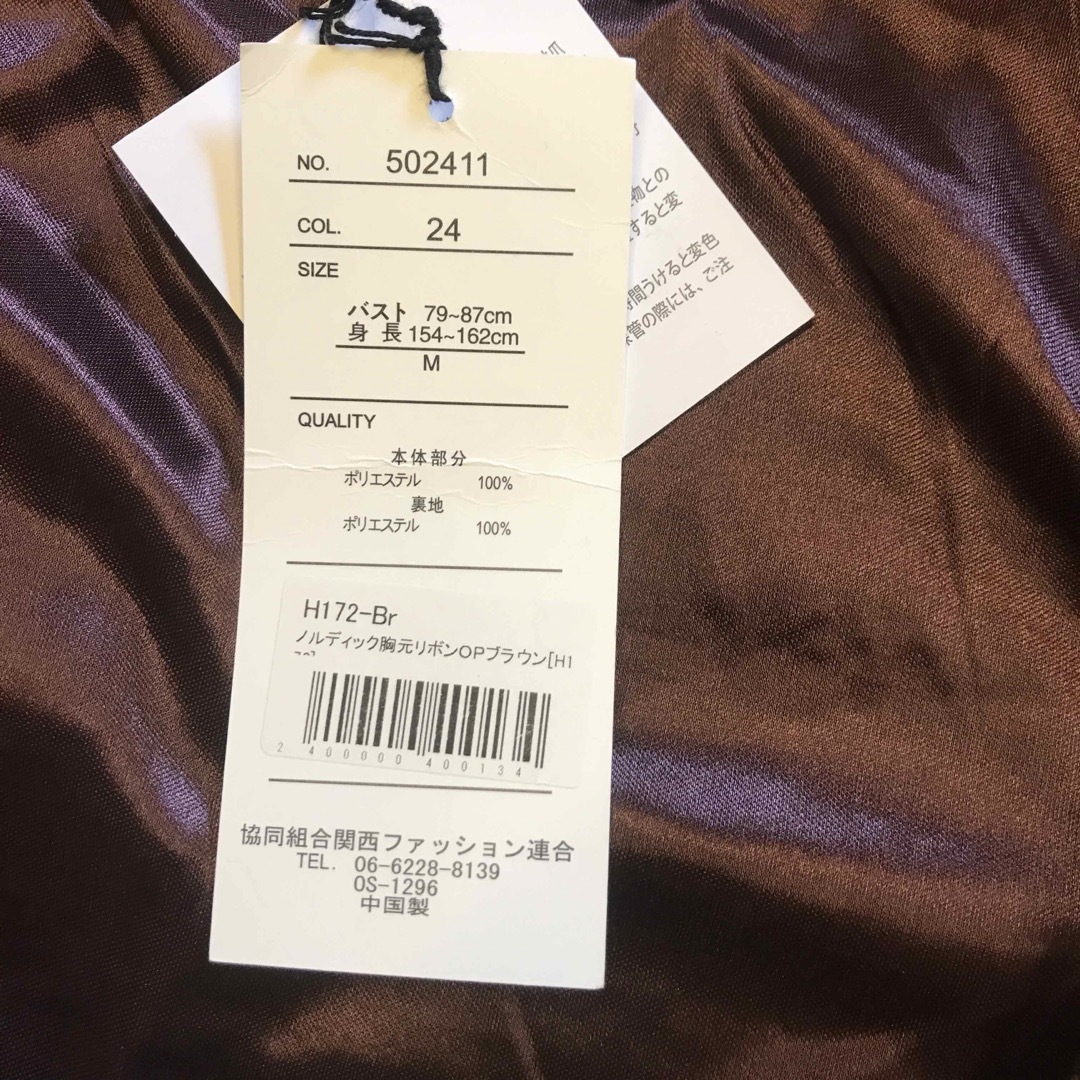 NO. 502411
COL. 24
SIZE
バスト 79~87cm
身 長 154~162cm
M
QUALITY
本体部分
ポリエステル 100%
裏地
ポリエステル 100%
H172-Br
ノルディック胸元リボンOPブラウン[H1
2 400000 400134
協同組合関西ファッション連合
TEL. 06-6228-8139
OS-1296
中国製
物との
すると変
時間うけると変色
管の際には、ご注